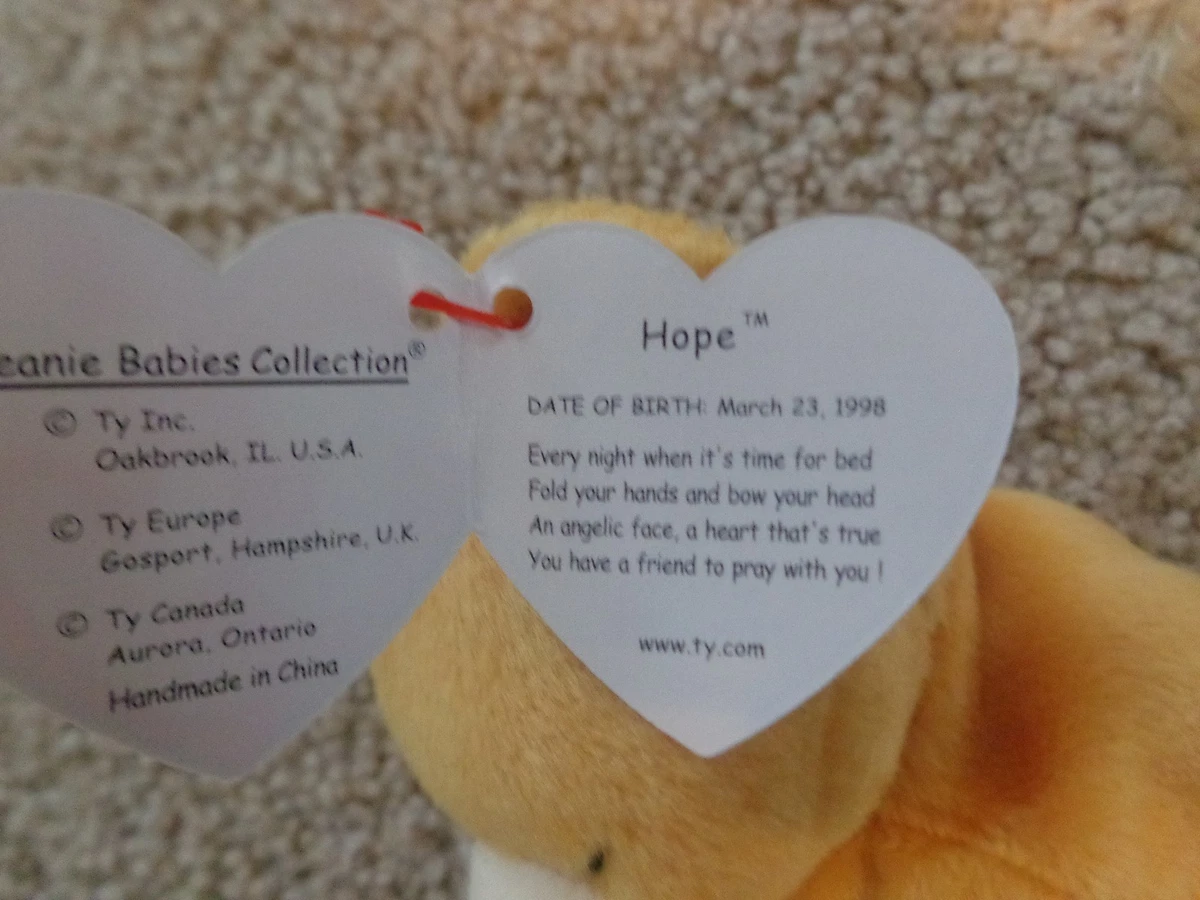 eanie Babies Collection®
© Ty Inc.
Oakbrook, IL. U.S.A.
© Ty Europe
Gosport, Hampshire, U.K.
© Ty Canada
Aurora, Ontario
Handmade in China
Hope™
DATE OF BIRTH: March 23, 1998
Every night when it's time for bed
Fold your hands and bow your head
An angelic face, a heart that's true
You have a friend to pray with you !
www.ty.com